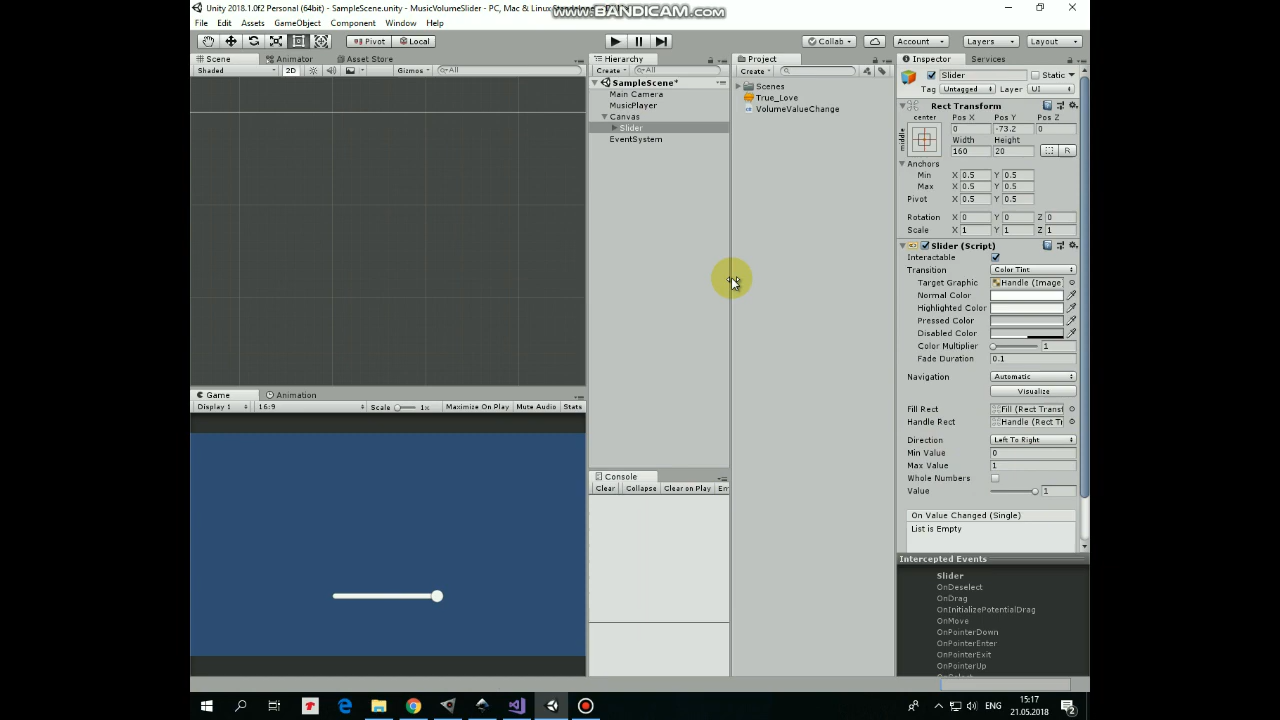 Unity 2018.1.0f2 Personal (64bit) - SampleScene.unity - MusicVolumeSlider - PC, Mac & Linux Standalone
www.BANDICAM.com
File Edit Assets GameObject Component Window Help
Pivot Local Collab Account Layers Layout
Scene Animator Asset Store
Shaded 2D Gizmos All
Hierarchy
Create All
SampleScene*
Main Camera
MusicPlayer
Canvas
Slider
EventSystem
Project
Create
Scenes
True_Love
VolumeValueChange
Inspector Services
Slider Static
Tag Untagged Layer UI
Rect Transform
center Pos X Pos Y Pos Z
middle 0 -73.2 0
Width Height
160 20 R
Anchors
Min X 0.5 Y 0.5
Max X 0.5 Y 0.5
Pivot X 0.5 Y 0.5
Rotation X 0 Y 0 Z 0
Scale X 1 Y 1 Z 1
Slider (Script)
Interactable
Transition Color Tint
Target Graphic Handle (Image
Normal Color
Highlighted Color
Pressed Color
Disabled Color
Color Multiplier 1
Fade Duration 0.1
Navigation Automatic
Visualize
Fill Rect Fill (Rect Transf
Handle Rect Handle (Rect Tr
Direction Left To Right
Min Value 0
Max Value 1
Whole Numbers
Value 1
On Value Changed (Single)
List is Empty
Intercepted Events
Slider
OnDeselect
OnDrag
OnInitializePotentialDrag
OnMove
OnPointerDown
OnPointerEnter
OnPointerExit
OnPointerUp
Game Animation
Display 1 16:9 Scale 1x Maximize On Play Mute Audio Stats
Console
Clear Collapse Clear on Play
ENG
15:17
21.05.2018
2